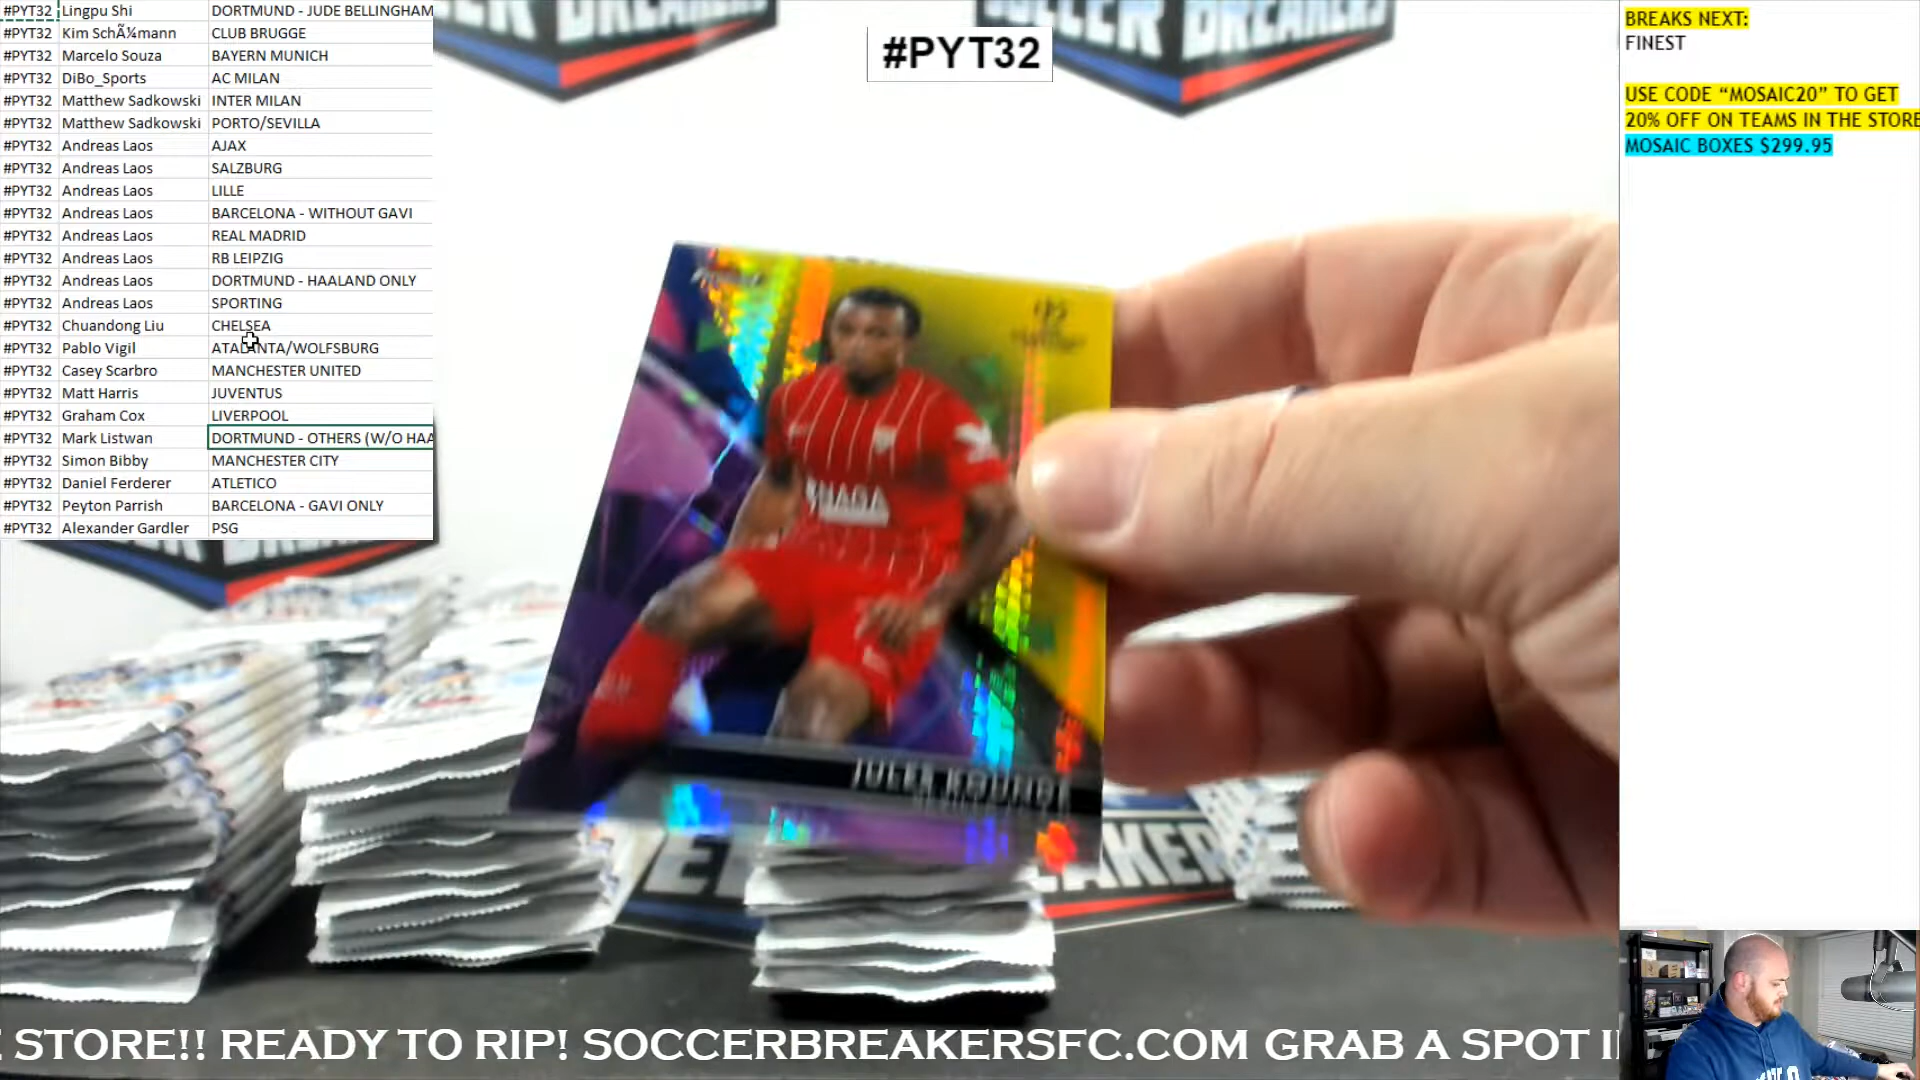 #PYT32 Lingpu Shi DORTMUND - JUDE BELLINGHAM
#PYT32 Kim SchÃ¼mann CLUB BRUGGE
#PYT32 Marcelo Souza BAYERN MUNICH
#PYT32 DiBo_Sports AC MILAN
#PYT32 Matthew Sadkowski INTER MILAN
#PYT32 Matthew Sadkowski PORTO/SEVILLA
#PYT32 Andreas Laos AJAX
#PYT32 Andreas Laos SALZBURG
#PYT32 Andreas Laos LILLE
#PYT32 Andreas Laos BARCELONA - WITHOUT GAVI
#PYT32 Andreas Laos REAL MADRID
#PYT32 Andreas Laos RB LEIPZIG
#PYT32 Andreas Laos DORTMUND - HAALAND ONLY
#PYT32 Andreas Laos SPORTING
#PYT32 Chuandong Liu CHELSEA
#PYT32 Pablo Vigil ATALANTA/WOLFSBURG
#PYT32 Casey Scarbro MANCHESTER UNITED
#PYT32 Matt Harris JUVENTUS
#PYT32 Graham Cox LIVERPOOL
#PYT32 Mark Listwan DORTMUND - OTHERS (W/O HAA
#PYT32 Simon Bibby MANCHESTER CITY
#PYT32 Daniel Ferderer ATLETICO
#PYT32 Peyton Parrish BARCELONA - GAVI ONLY
#PYT32 Alexander Gardler PSG
#PYT32
SOCCER BREAKERS
BREAKS NEXT:
FINEST
USE CODE “MOSAIC20” TO GET
20% OFF ON TEAMS IN THE STORE
MOSAIC BOXES $299.95
JULES KOUNDE
E STORE!! READY TO RIP! SOCCERBREAKERSFC.COM GRAB A SPOT I